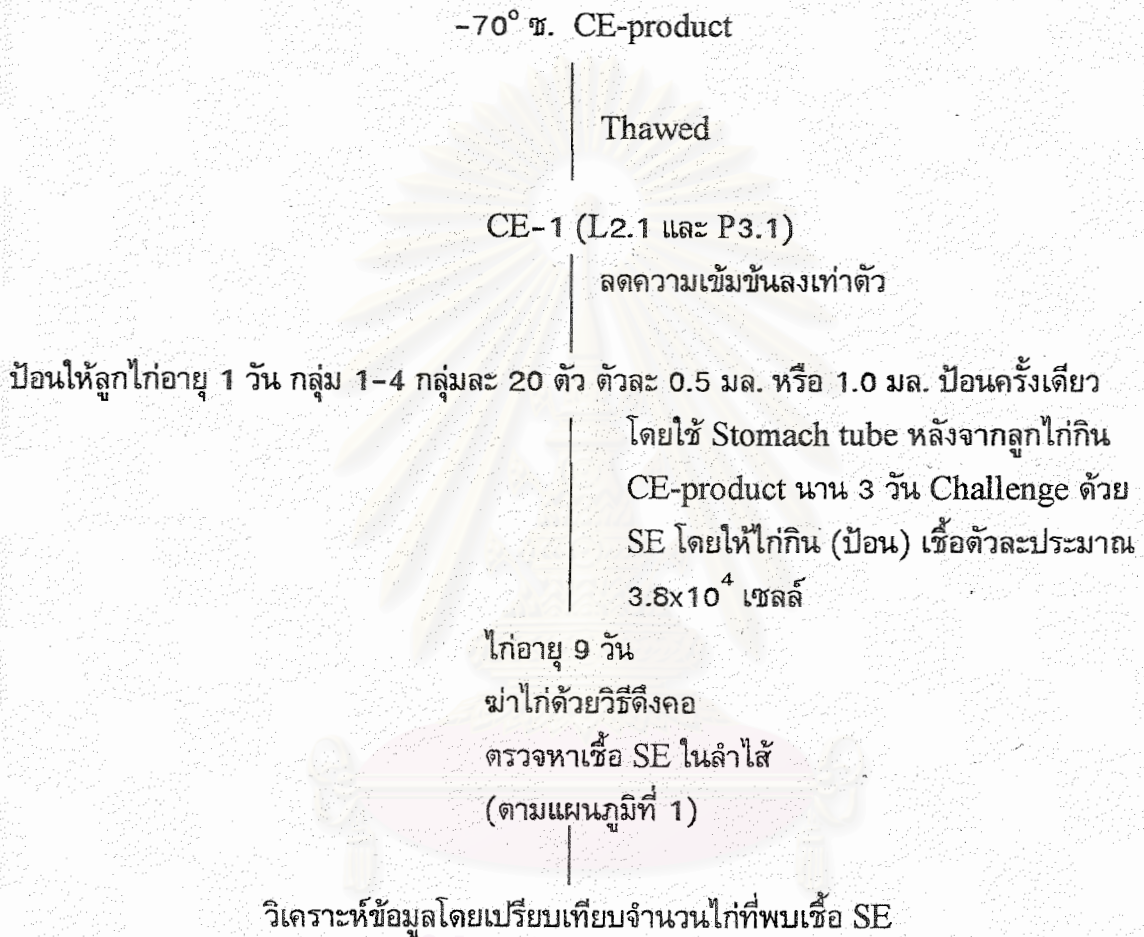 -70° ซ. CE-product
Thawed
CE-1 (L2.1 และ P3.1)
ลดความเข้มข้นลงเท่าตัว
ป้อนให้ลูกไก่อายุ 1 วัน กลุ่ม 1-4 กลุ่มละ 20 ตัว ตัวละ 0.5 มล. หรือ 1.0 มล. ป้อนครั้งเดียว
โดยใช้ Stomach tube หลังจากลูกไก่กิน
CE-product นาน 3 วัน Challenge ด้วย
SE โดยให้ไก่กิน (ป้อน) เชื้อตัวละประมาณ
3.8x10⁴ เซลล์
ไก่อายุ 9 วัน
ฆ่าไก่ด้วยวิธีดึงคอ
ตรวจหาเชื้อ SE ในลำไส้
(ตามแผนภูมิที่ 1)
วิเคราะห์ข้อมูลโดยเปรียบเทียบจำนวนไก่ที่พบเชื้อ SE